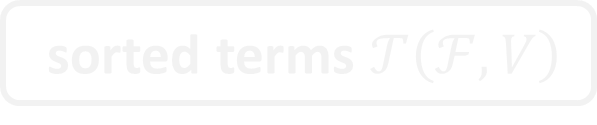 sorted terms 𝒯(ℱ, V)